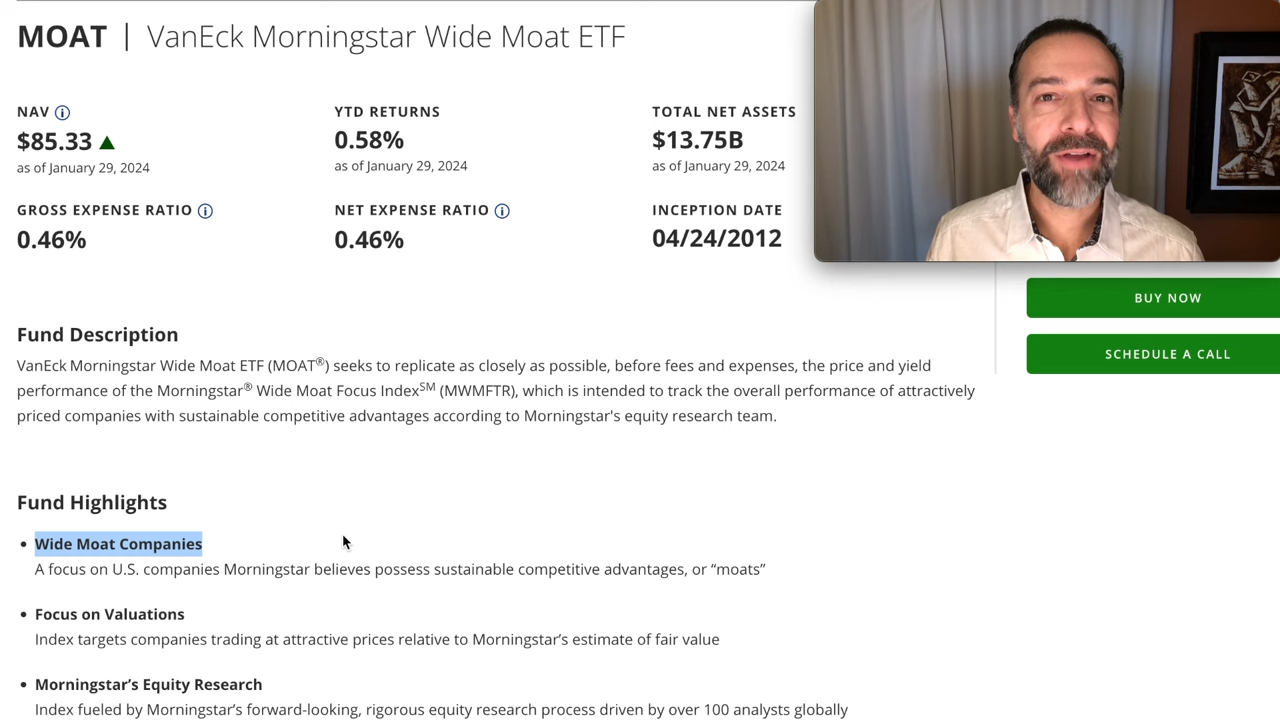 MOAT | VanEck Morningstar Wide Moat ETF
NAV
YTD RETURNS
TOTAL NET ASSETS
$85.33
0.58%
$13.75B
as of January 29, 2024
as of January 29, 2024
as of January 29, 2024
GROSS EXPENSE RATIO
NET EXPENSE RATIO
INCEPTION DATE
0.46%
0.46%
04/24/2012
BUY NOW
SCHEDULE A CALL
Fund Description
VanEck Morningstar Wide Moat ETF (MOAT®) seeks to replicate as closely as possible, before fees and expenses, the price and yield
performance of the Morningstar® Wide Moat Focus IndexSM (MWMFTR), which is intended to track the overall performance of attractively
priced companies with sustainable competitive advantages according to Morningstar's equity research team.
Fund Highlights
• Wide Moat Companies
A focus on U.S. companies Morningstar believes possess sustainable competitive advantages, or “moats”
• Focus on Valuations
Index targets companies trading at attractive prices relative to Morningstar’s estimate of fair value
• Morningstar’s Equity Research
Index fueled by Morningstar’s forward-looking, rigorous equity research process driven by over 100 analysts globally